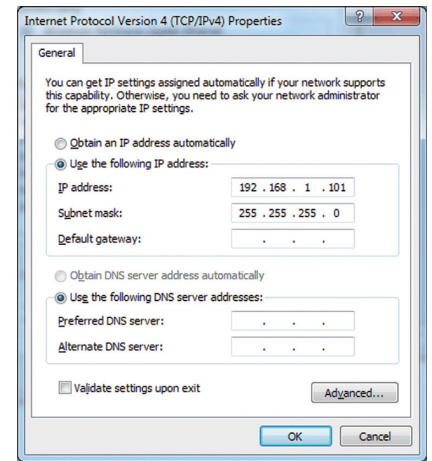 Internet Protocol Version 4 (TCP/IPv4) Properties
General
You can get IP settings assigned automatically if your network supports
this capability. Otherwise, you need to ask your network administrator
for the appropriate IP settings.
Obtain an IP address automatically
Use the following IP address:
IP address: 192 . 168 . 1 . 101
Subnet mask: 255 . 255 . 255 . 0
Default gateway: . . .
Obtain DNS server address automatically
Use the following DNS server addresses:
Preferred DNS server: . . .
Alternate DNS server: . . .
Validate settings upon exit
Advanced...
OK Cancel